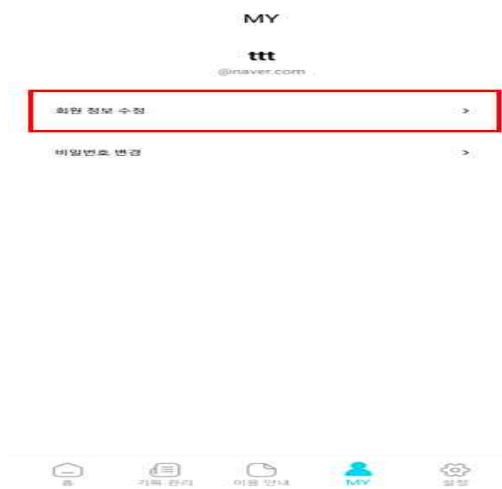 MY
ttt
@naver.com
회원 정보 수정 >
비밀번호 변경 >
홈 기록 관리 이용 안내 MY 설정